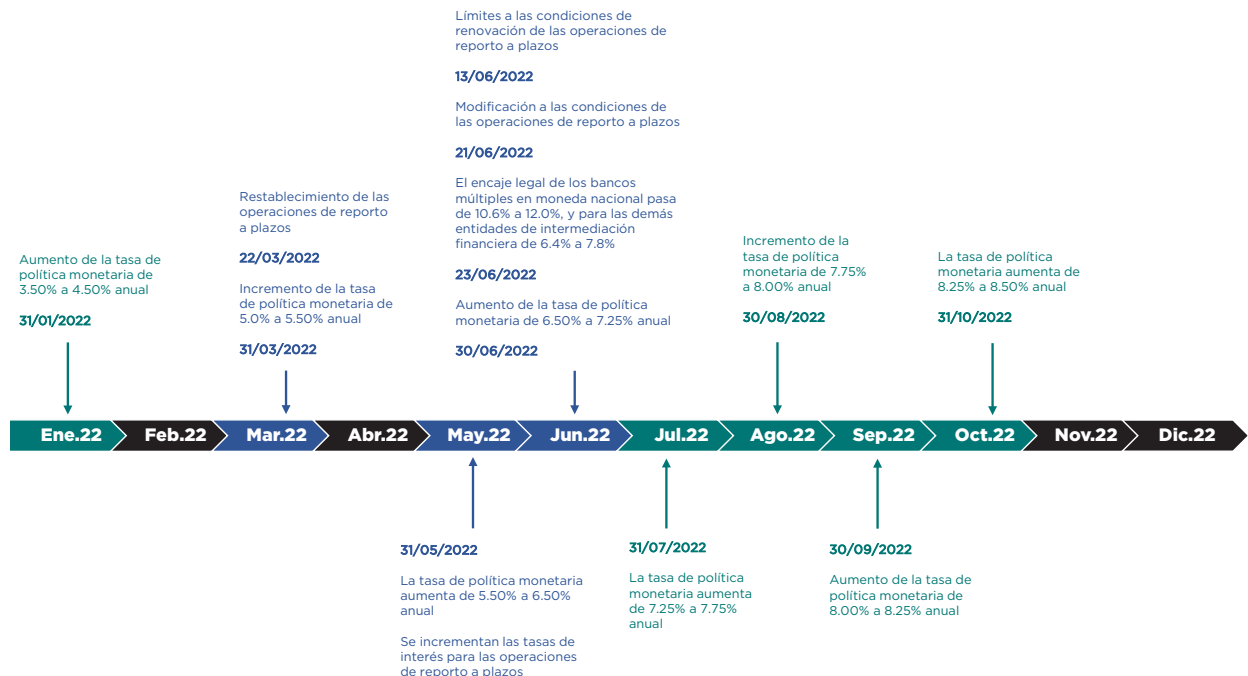 Límites a las condiciones de
renovación de las operaciones de
reporto a plazos
13/06/2022
Modificación a las condiciones de
las operaciones de reporto a plazos
21/06/2022
El encaje legal de los bancos
múltiples en moneda nacional pasa
de 10.6% a 12.0%, y para las demás
entidades de intermediación
financiera de 6.4% a 7.8%
23/06/2022
Aumento de la tasa de política
monetaria de 6.50% a 7.25% anual
30/06/2022
Restablecimiento de las
operaciones de reporto
a plazos
22/03/2022
Incremento de la tasa
de política monetaria de
5.0% a 5.50% anual
31/03/2022
Aumento de la tasa de
política monetaria de
3.50% a 4.50% anual
31/01/2022
Incremento de la
tasa de política
monetaria de 7.75%
a 8.00% anual
30/08/2022
La tasa de política
monetaria aumenta de
8.25% a 8.50% anual
31/10/2022
Ene.22
Feb.22
Mar.22
Abr.22
May.22
Jun.22
Jul.22
Ago.22
Sep.22
Oct.22
Nov.22
Dic.22
31/05/2022
La tasa de política monetaria
aumenta de 5.50% a 6.50%
anual
Se incrementan las tasas de
interés para las operaciones
de reporto a plazos
31/07/2022
La tasa de política
monetaria aumenta
de 7.25% a 7.75%
anual
30/09/2022
Aumento de la tasa de
política monetaria de
8.00% a 8.25% anual